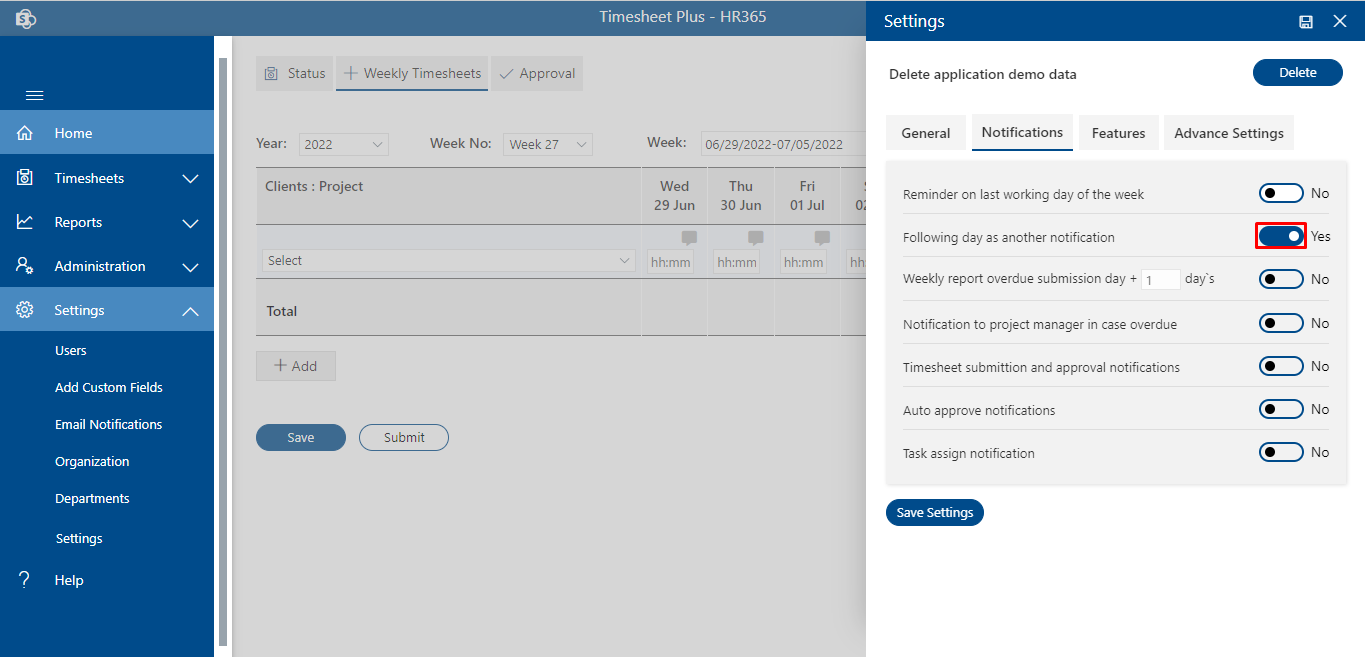 Timesheet Plus - HR365
Home
Timesheets
Reports
Administration
Settings
Users
Add Custom Fields
Email Notifications
Organization
Departments
Settings
? Help
Status
Weekly Timesheets
Approval
Year: 2022 Week No: Week 27 Week: 06/29/2022-07/05/2022
Clients : Project
Wed
29 Jun
Thu
30 Jun
Fri
01 Jul
Select
hh:mm hh:mm hh:mm hh:
Total
+ Add
Save
Submit
Settings
Delete application demo data
Delete
General
Notifications
Features
Advance Settings
Reminder on last working day of the week No
Following day as another notification Yes
Weekly report overdue submission day + 1 day`s No
Notification to project manager in case overdue No
Timesheet submittion and approval notifications No
Auto approve notifications No
Task assign notification No
Save Settings